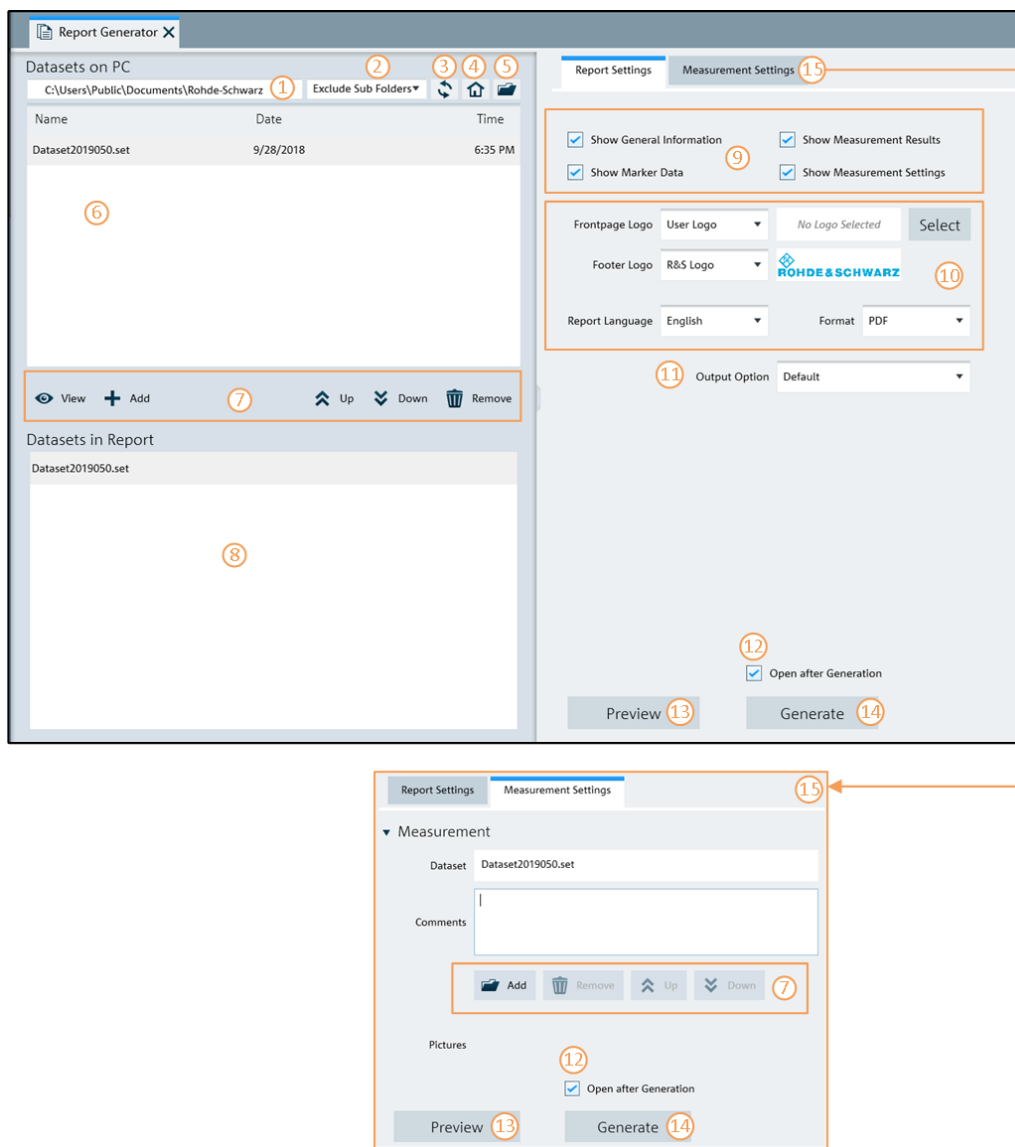 Report Generator
Datasets on PC
2 3 4 5
C:\Users\Public\Documents\Rohde-Schwarz 1 Exclude Sub Folders
Name Date Time
Dataset2019050.set 9/28/2018 6:35 PM
6
View Add 7 Up Down Remove
Datasets in Report
Dataset2019050.set
8
Report Settings Measurement Settings 15
Show General Information Show Measurement Results
9
Show Marker Data Show Measurement Settings
Frontpage Logo User Logo No Logo Selected Select
Footer Logo R&S Logo ROHDE&SCHWARZ 10
Report Language English Format PDF
11 Output Option Default
12
Open after Generation
Preview 13 Generate 14
Report Settings Measurement Settings 15
Measurement
Dataset Dataset2019050.set
Comments
Add Remove Up Down 7
Pictures
12
Open after Generation
Preview 13 Generate 14